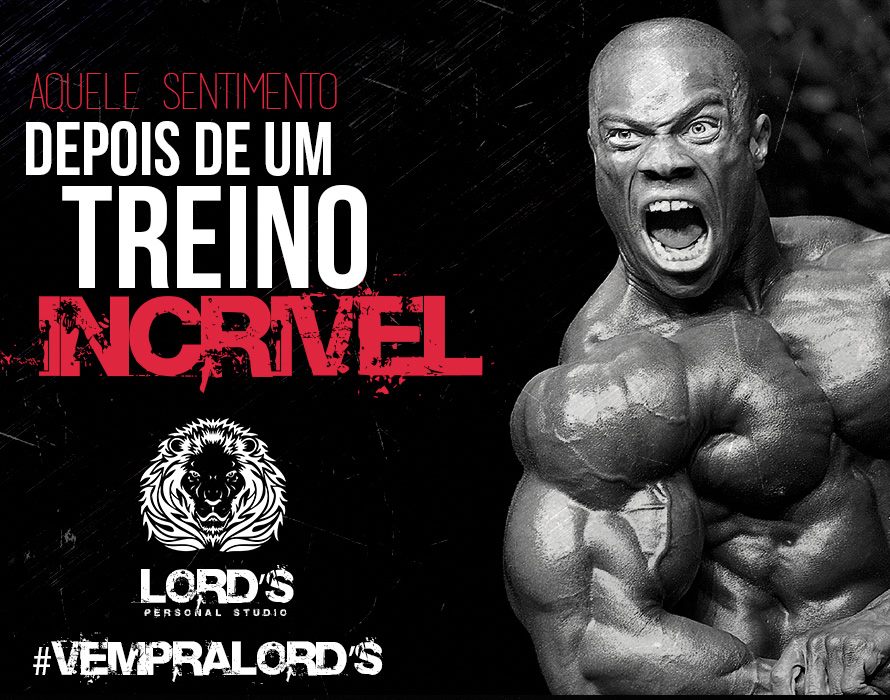 AQUELE SENTIMENTO
DEPOIS DE UM
TREINO
INCRIVEL
LORD'S
PERSONAL STUDIO
#VEMPRALORD'S